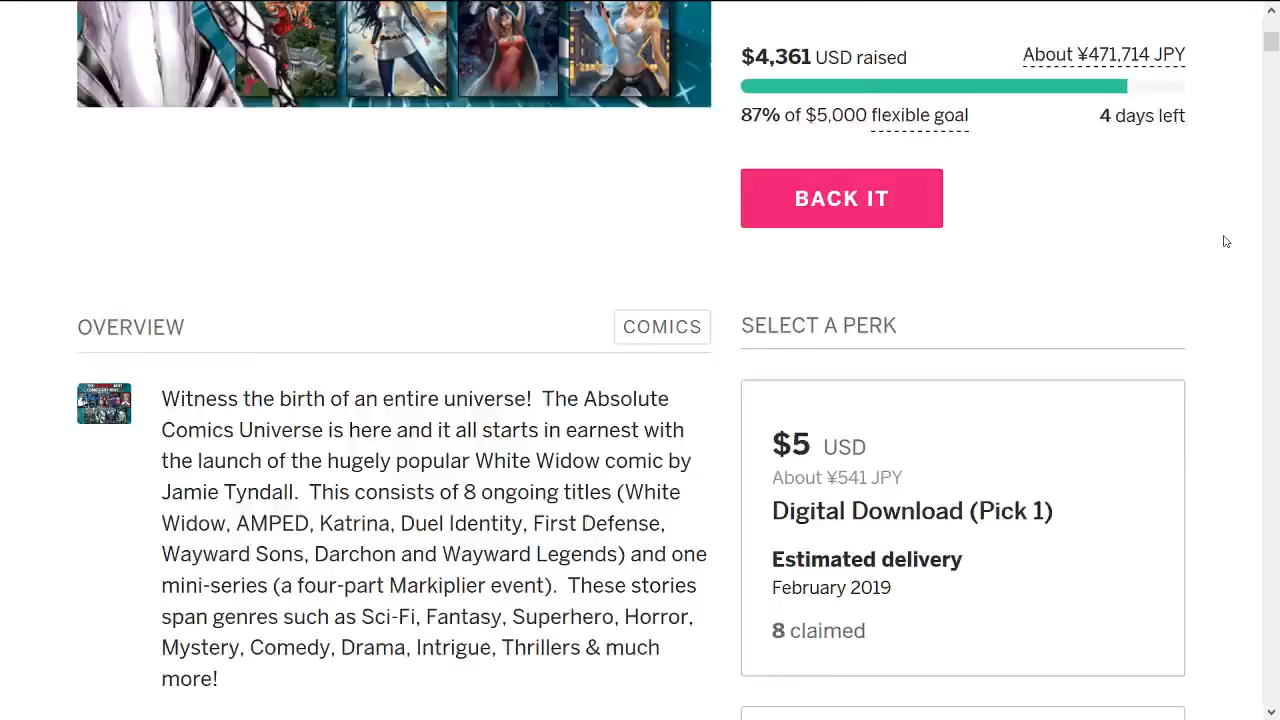 $4,361 USD raised
About ¥471,714 JPY
87% of $5,000 flexible goal
4 days left
BACK IT
OVERVIEW
COMICS
Witness the birth of an entire universe!  The Absolute
Comics Universe is here and it all starts in earnest with
the launch of the hugely popular White Widow comic by
Jamie Tyndall.  This consists of 8 ongoing titles (White
Widow, AMPED, Katrina, Duel Identity, First Defense,
Wayward Sons, Darchon and Wayward Legends) and one
mini-series (a four-part Markiplier event).  These stories
span genres such as Sci-Fi, Fantasy, Superhero, Horror,
Mystery, Comedy, Drama, Intrigue, Thrillers & much
more!
SELECT A PERK
$5 USD
About ¥541 JPY
Digital Download (Pick 1)
Estimated delivery
February 2019
8 claimed